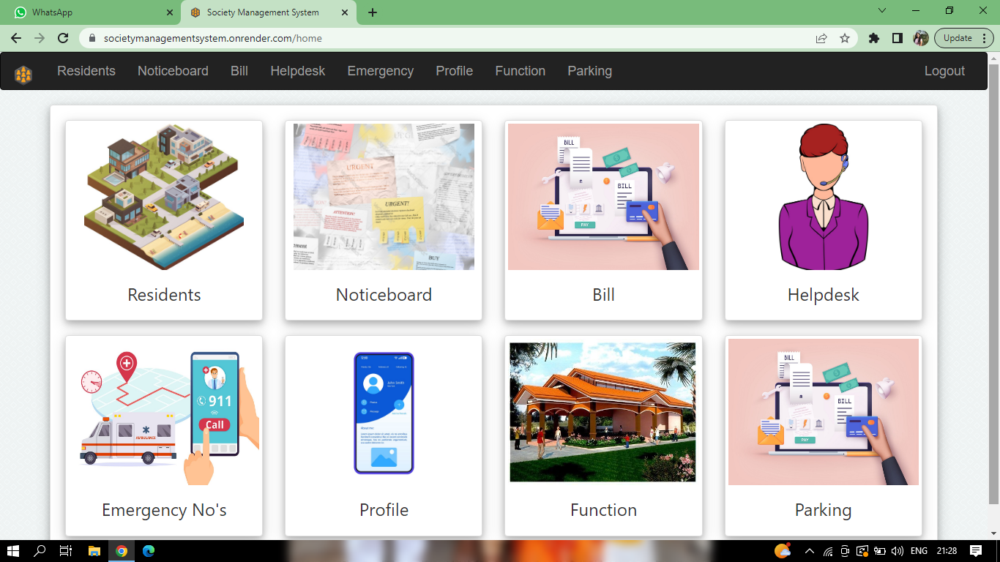 WhatsApp
Society Management System
societymanagementsystem.onrender.com/home
Update
Residents Noticeboard Bill Helpdesk Emergency Profile Function Parking Logout
URGENT
ATTENTION!
URGENT!
BUY
BILL
BILL
PAY
Residents Noticeboard Bill Helpdesk
911
Call
AMBULANCE
John Smith
About me:
BILL
BILL
PAY
Emergency No's Profile Function Parking
ENG 21:28